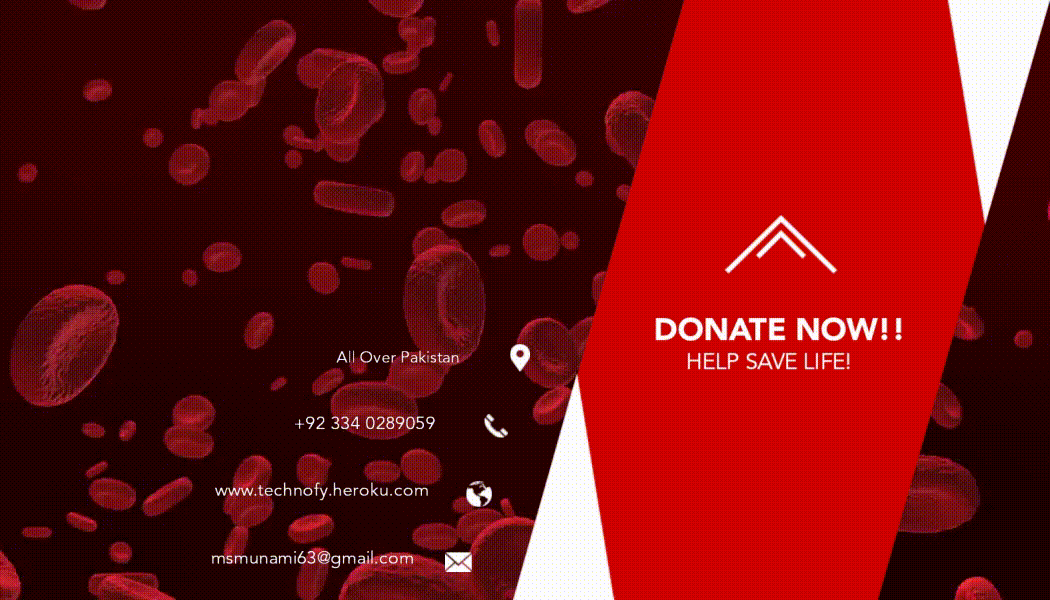 DONATE NOW!!
HELP SAVE LIFE!
All Over Pakistan
+92 334 0289059
www.technofy.heroku.com
msmunami63@gmail.com